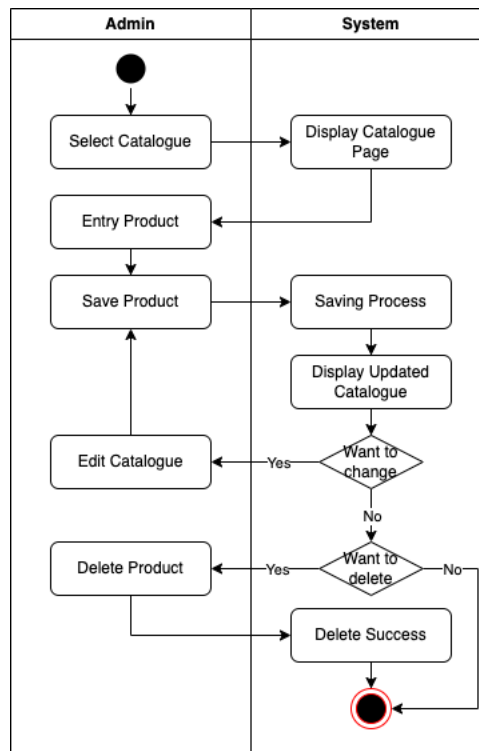 Admin
System
Select Catalogue
Display Catalogue
Page
Entry Product
Save Product
Saving Process
Display Updated
Catalogue
Want to
change
Yes
Edit Catalogue
No
Want to
delete
Yes
No
Delete Product
Delete Success